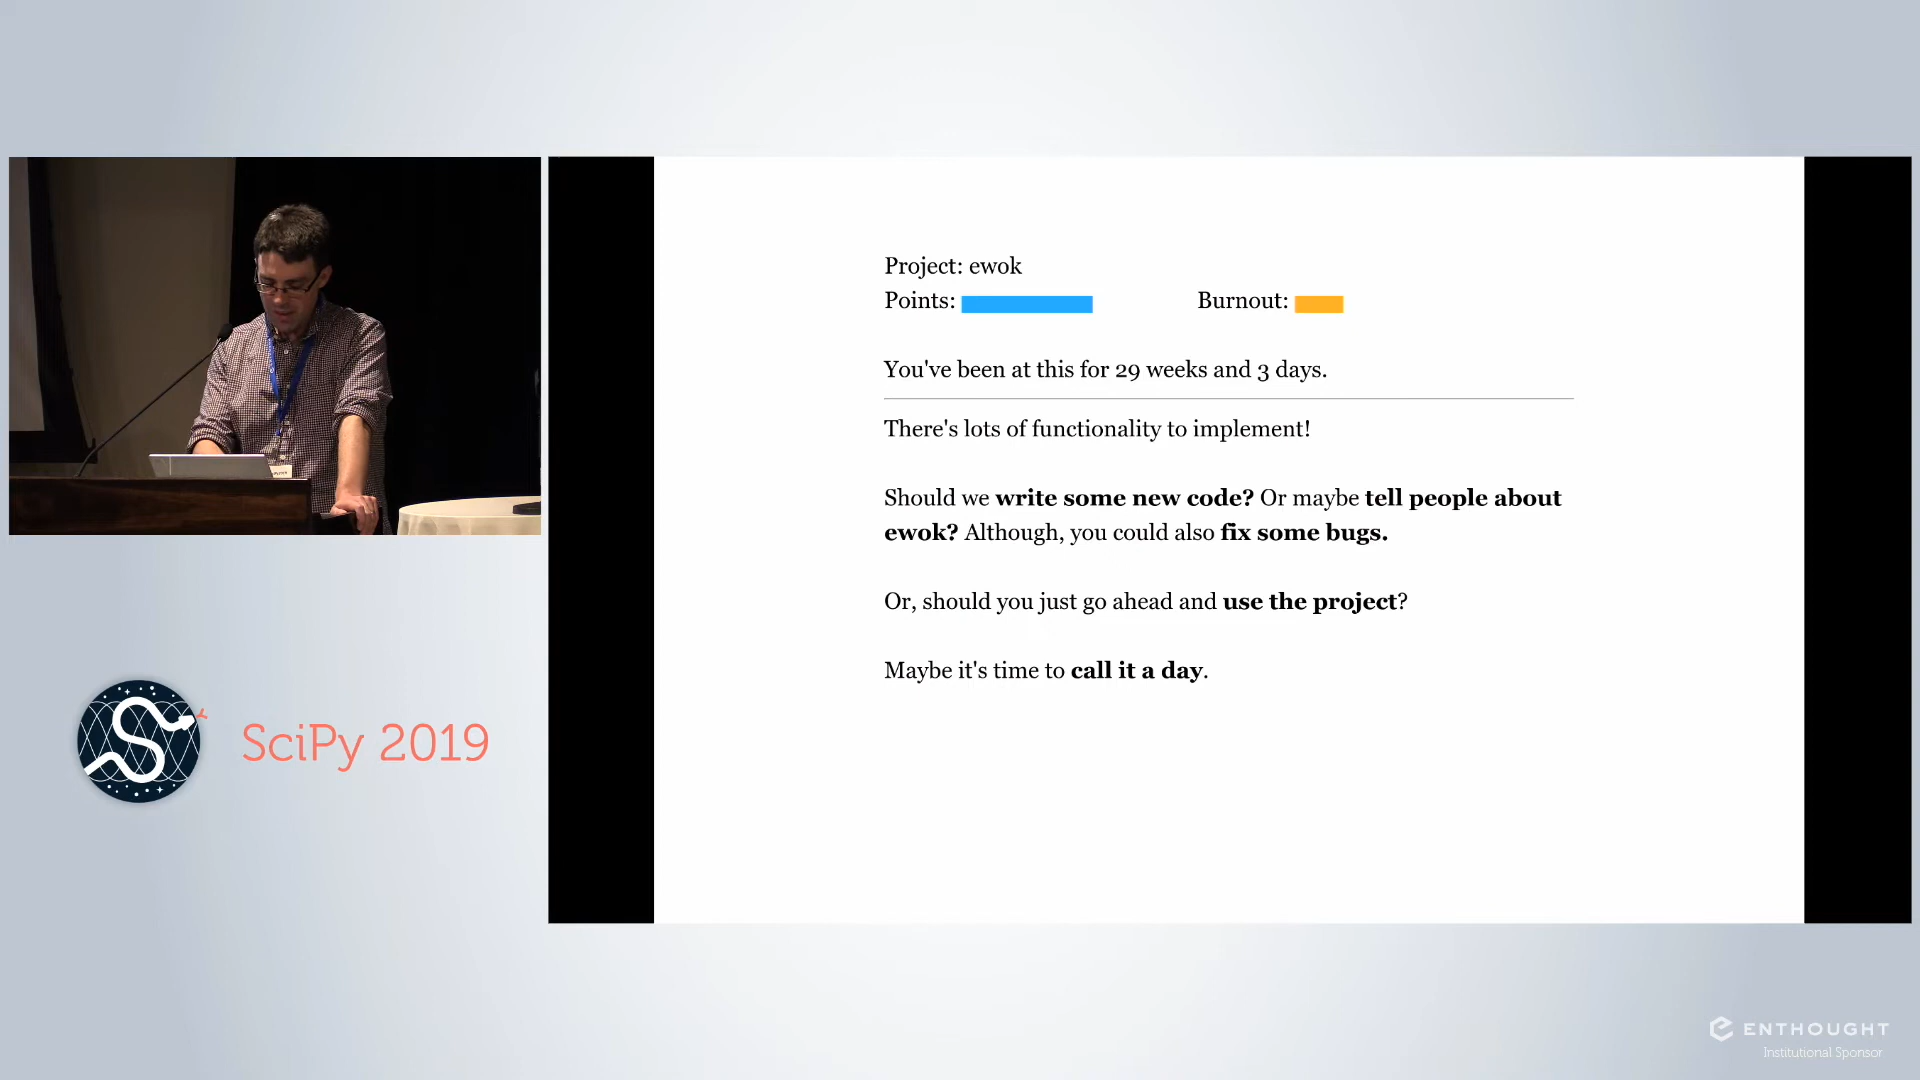 Project: ewok
Points:
Burnout:
You've been at this for 29 weeks and 3 days.
There's lots of functionality to implement!
Should we write some new code? Or maybe tell people about
ewok? Although, you could also fix some bugs.
Or, should you just go ahead and use the project?
Maybe it's time to call it a day.
SciPy 2019
ENTHOUGHT
Institutional Sponsor